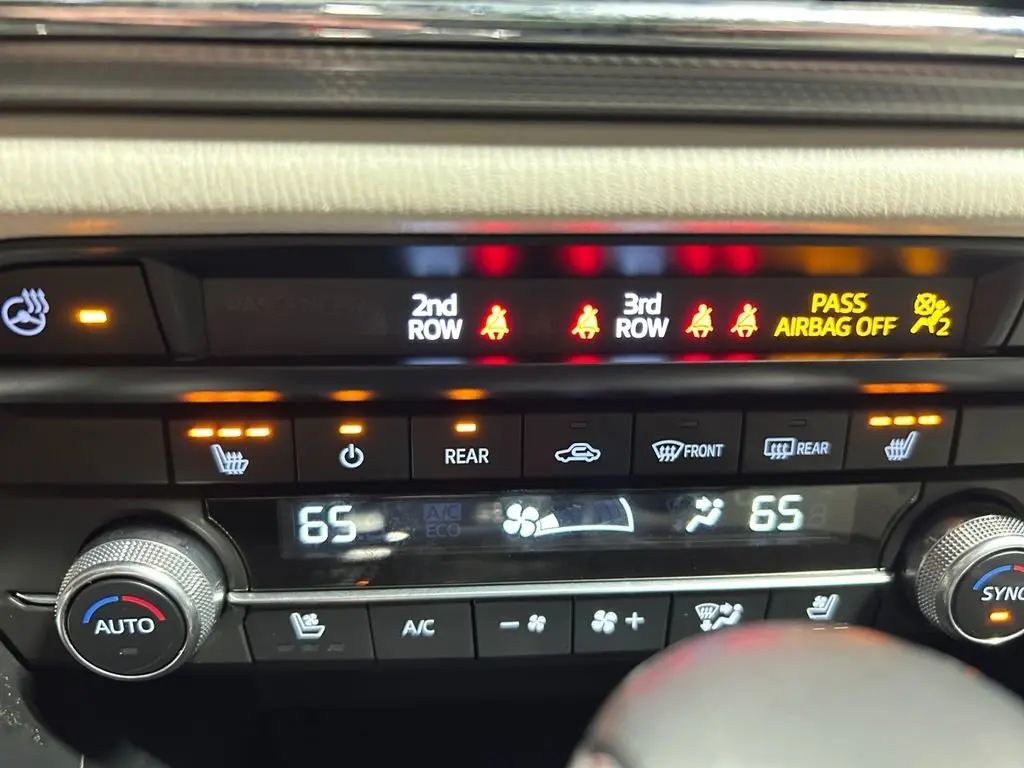 2nd
ROW
3rd
ROW
PASS
AIRBAG OFF
2
REAR
FRONT
REAR
65
A/C
ECO
65
AUTO
A/C
SYNC